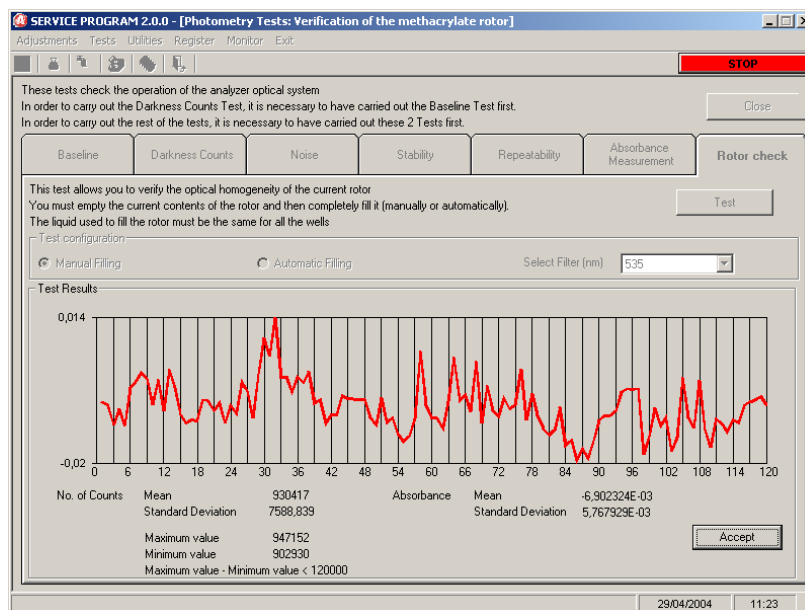 SERVICE PROGRAM 2.0.0 - [Photometry Tests: Verification of the methacrylate rotor]
Adjustments Tests Utilities Register Monitor Exit
STOP
These tests check the operation of the analyzer optical system
In order to carry out the Darkness Counts Test, it is necessary to have carried out the Baseline Test first.
In order to carry out the rest of the tests, it is necessary to have carried out these 2 Tests first.
Close
Baseline Darkness Counts Noise Stability Repeatability Absorbance Measurement Rotor check
This test allows you to verify the optical homogeneity of the current rotor
You must empty the current contents of the rotor and then completely fill it (manually or automatically).
The liquid used to fill the rotor must be the same for all the wells
Test
Test configuration
Manual Filling Automatic Filling Select Filter (nm) 535
Test Results
0,014
-0,02
0 6 12 18 24 30 36 42 48 54 60 66 72 78 84 90 96 102 108 114 120
No. of Counts Mean 930417 Absorbance Mean -6,902324E-03
Standard Deviation 7588,839 Standard Deviation 5,767929E-03
Maximum value 947152
Minimum value 902930
Maximum value - Minimum value < 120000
Accept
29/04/2004 11:23